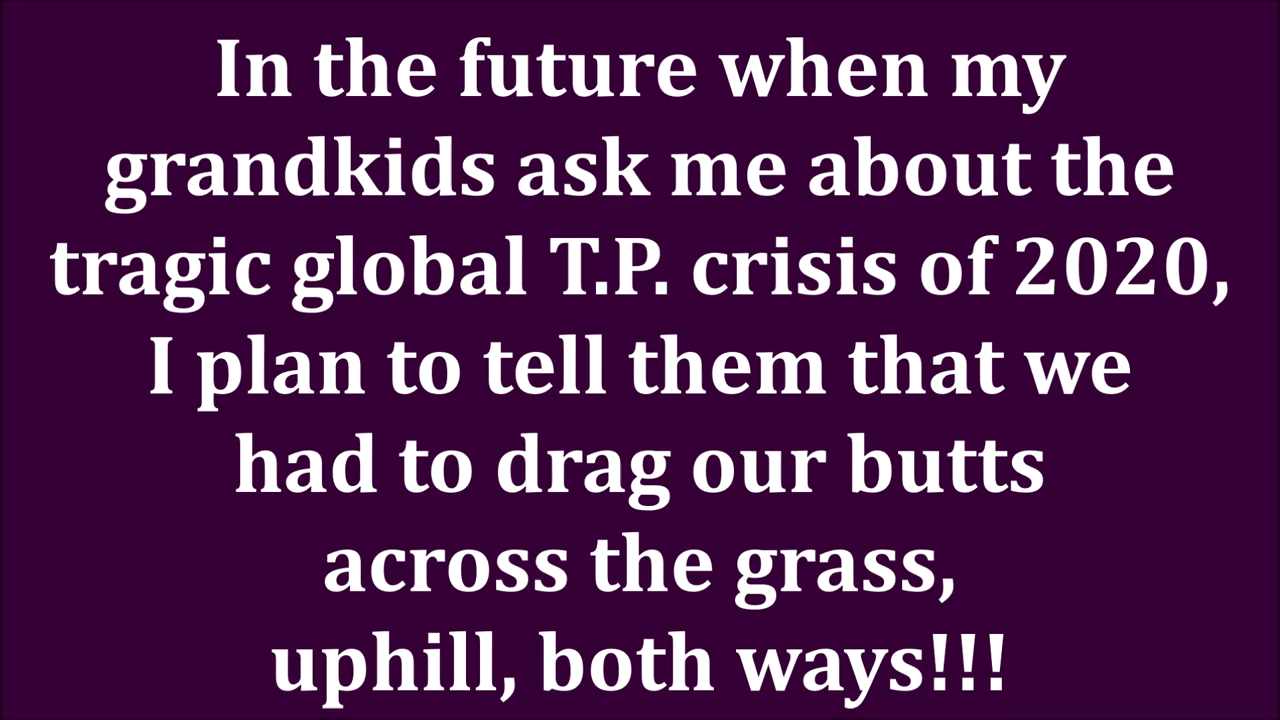 In the future when my
grandkids ask me about the
tragic global T.P. crisis of 2020,
I plan to tell them that we
had to drag our butts
across the grass,
uphill, both ways!!!